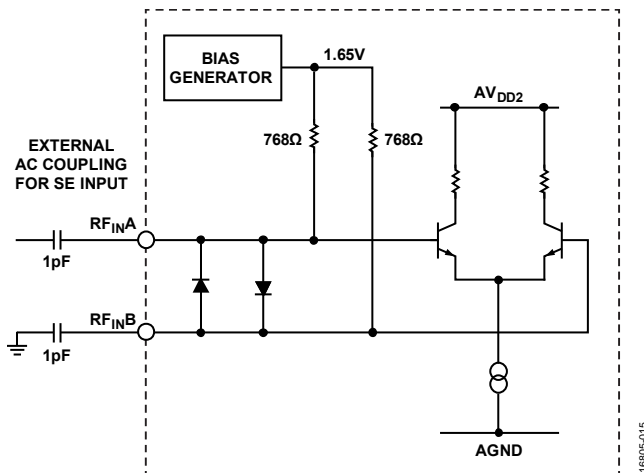 BIAS
GENERATOR
1.65V
AVDD2
768Ω
768Ω
EXTERNAL
AC COUPLING
FOR SE INPUT
RFINA
1pF
RFINB
1pF
AGND
16805-015